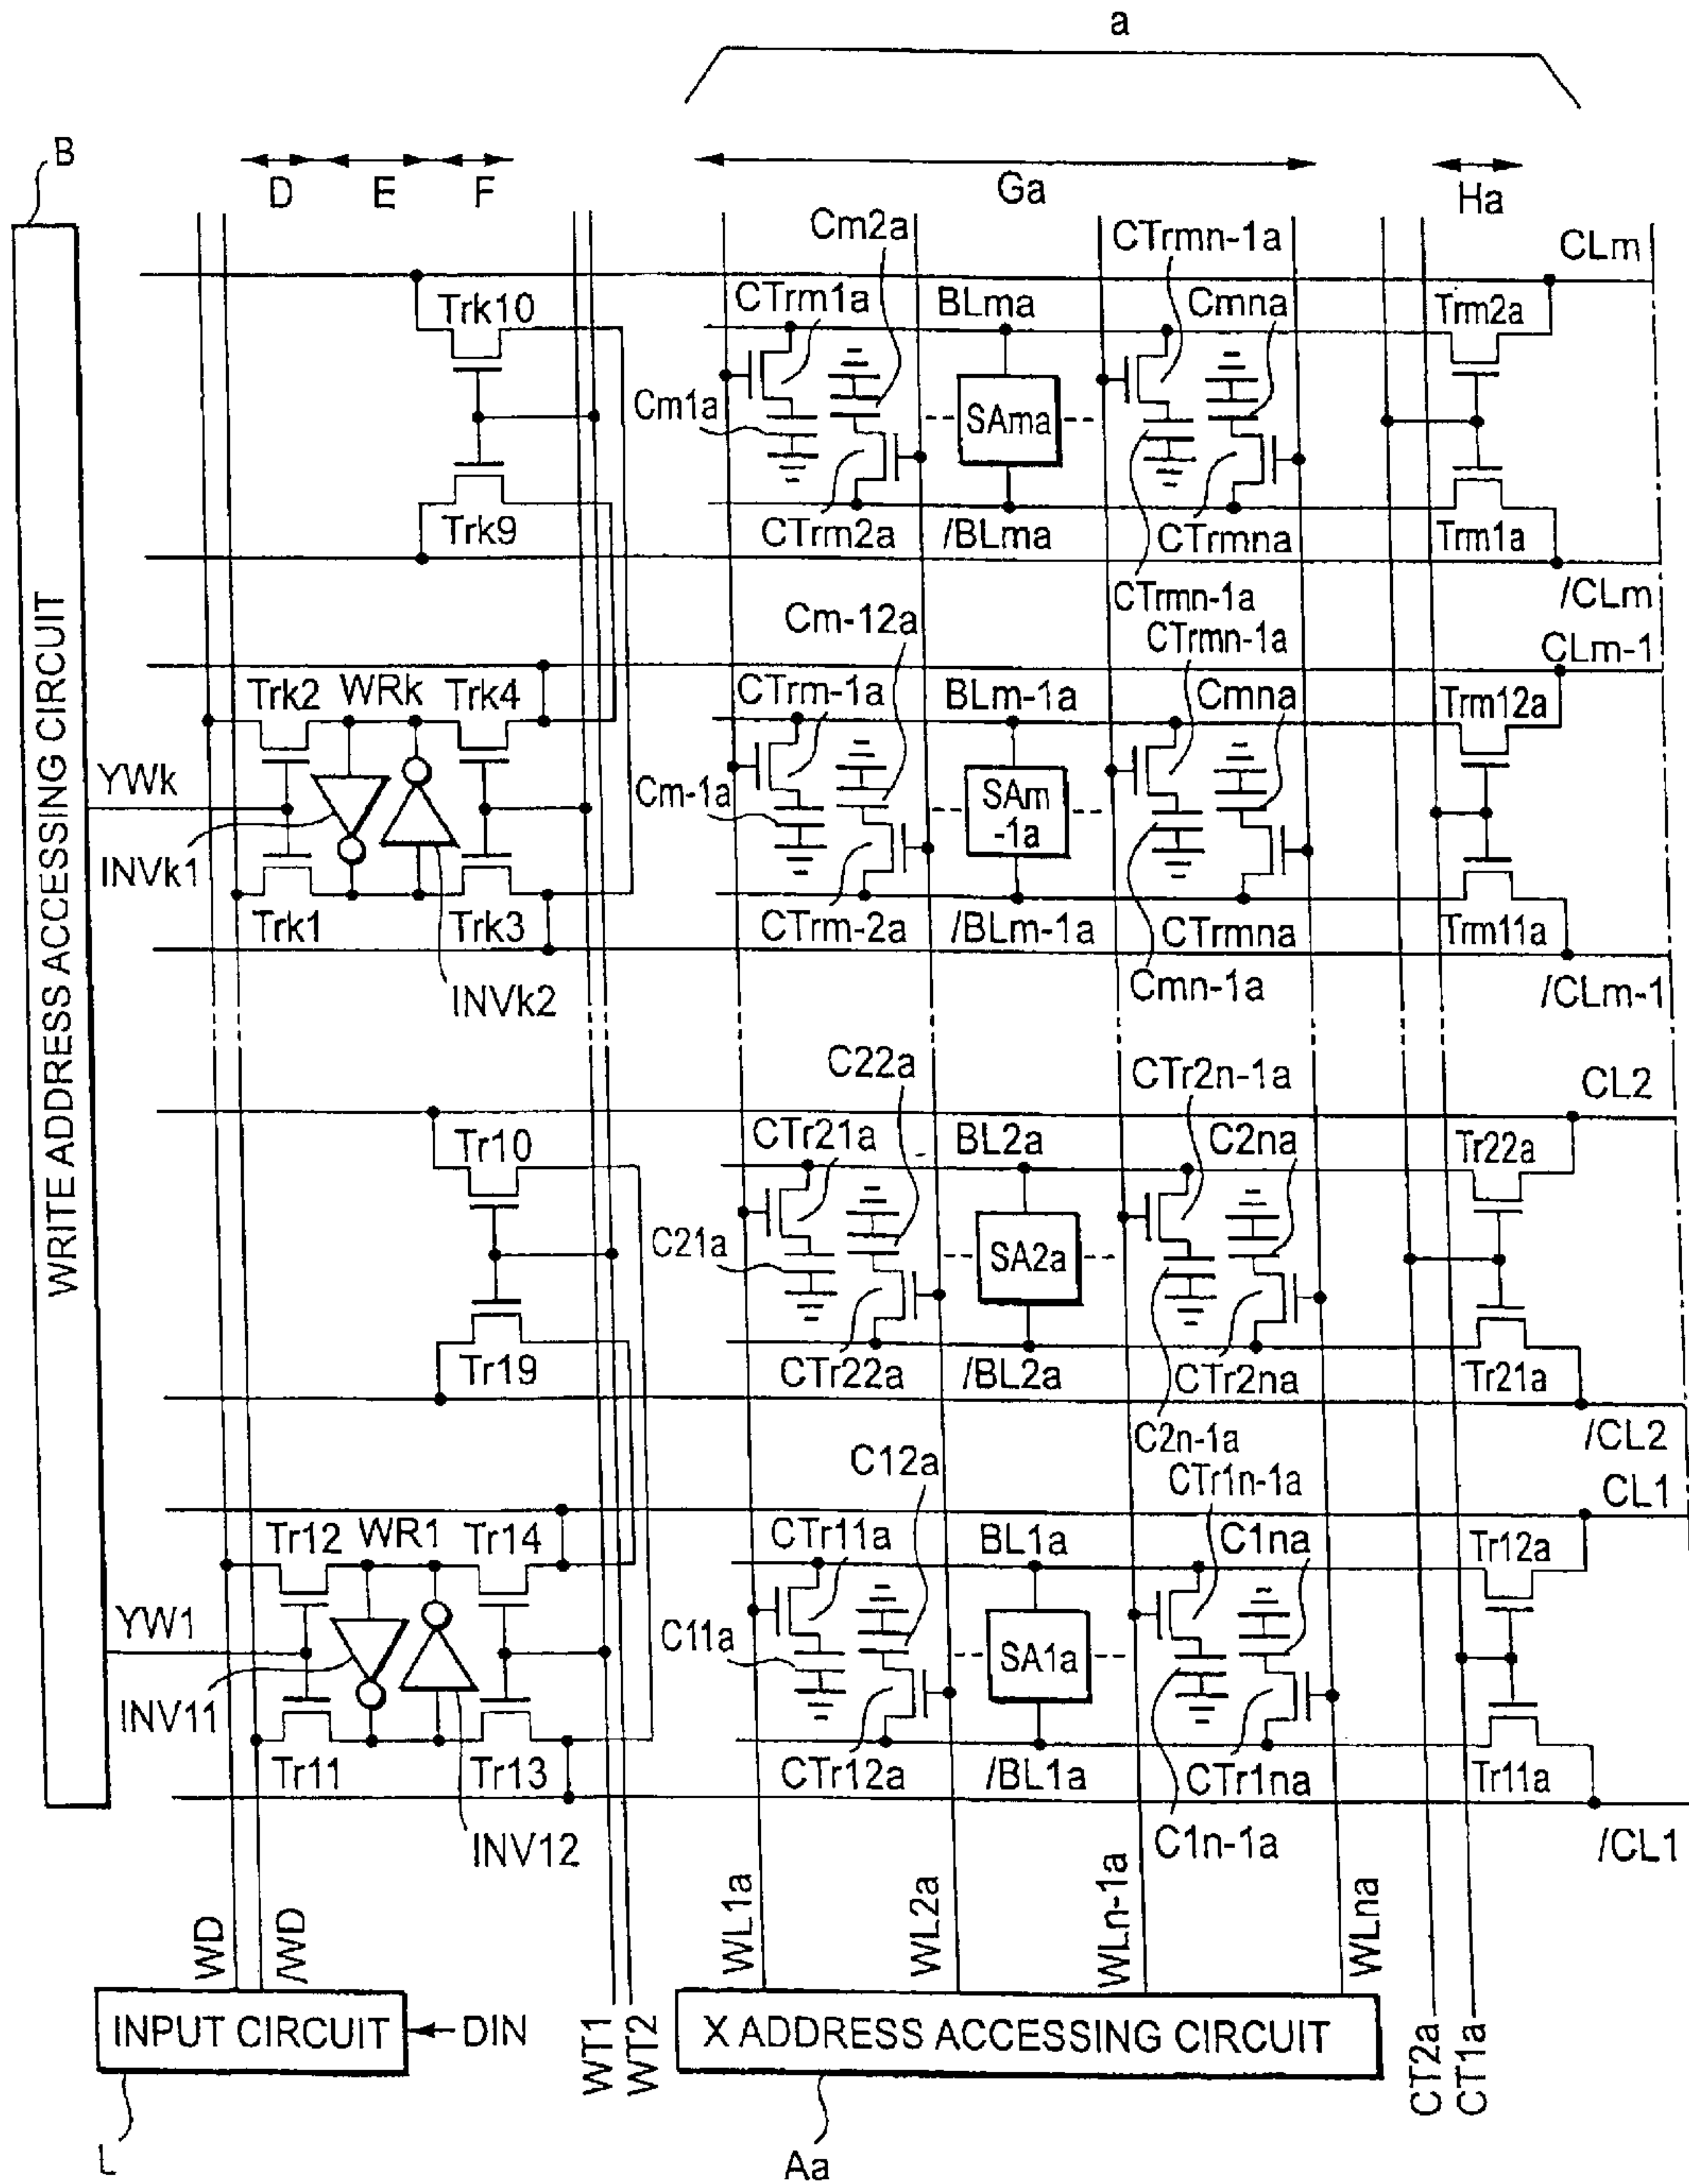 a
B
D E F
Ga
Ha
Cm2a
CTrmn-1a
CLm
Trk10
CTrm1a
BLma
Cmna
Trm2a
Cm1a
SAma
Trk9
CTrm2a
/BLma
CTrmna
Trm1a
CTrmn-1a
/CLm
Cm-12a
CTrmn-1a
CLm-1
Trk2
WRk
Trk4
CTrm-1a
BLm-1a
Cmna
Trm12a
YWk
Cm-1a
SAm
-1a
INVk1
Trk1
Trk3
CTrm-2a
/BLm-1a
CTrmna
Trm11a
INVk2
Cmn-1a
/CLm-1
WRITE ADDRESS ACCESSING CIRCUIT
C22a
CTr2n-1a
CL2
Tr10
CTr21a
BL2a
C2na
Tr22a
C21a
SA2a
Tr19
CTr22a
/BL2a
CTr2na
Tr21a
C2n-1a
/CL2
C12a
CTr1n-1a
CL1
Tr12
WR1
Tr14
CTr11a
BL1a
C1na
Tr12a
YW1
C11a
SA1a
INV11
Tr11
Tr13
CTr12a
/BL1a
CTr1na
Tr11a
INV12
C1n-1a
/CL1
WD
/WD
WL1a
WL2a
WLn-1a
WLna
INPUT CIRCUIT
DIN
WT1
WT2
X ADDRESS ACCESSING CIRCUIT
CT2a
CT1a
L
Aa